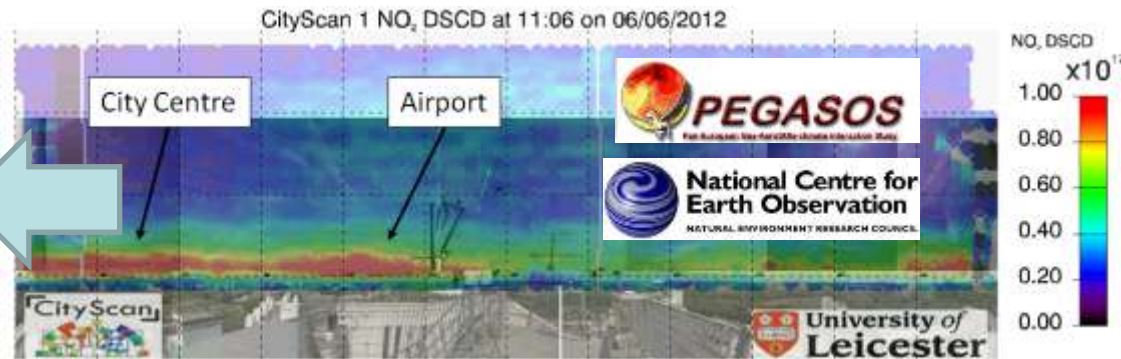 CityScan 1 NO₂ DSCD at 11:06 on 06/06/2012
NO₂ DSCD
x10¹⁷
City Centre
Airport
PEGASOS
National Centre for
Earth Observation
NATURAL ENVIRONMENT RESEARCH COUNCIL
1.00
0.80
0.60
0.40
0.20
0.00
CityScan
University of
Leicester